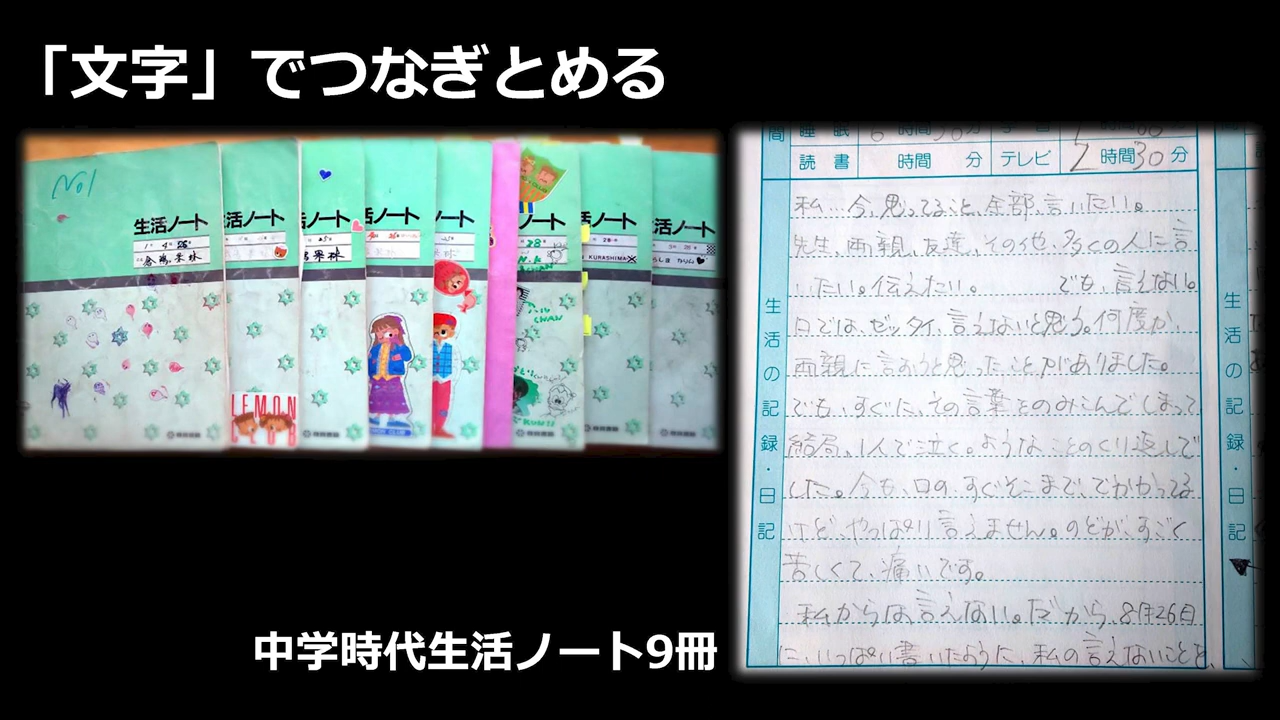 「文字」でつなぎとめる
No1
生活ノート
活ノート
活ノート
活ノート
ノート
ノート
活ノート
生活ノート
KURASHIMA
LEMON
CLUB
中学時代生活ノート9冊
睡眠 6時間30分
読書 時間 分 テレビ 2時間30分
生活の記録・日記
私…今、思ってること、全部言いたい。
先生、両親、友達、その他、多くの人に言
いたい。伝えたい。 でも、言えない。
口では、ゼッタイ、言えないと思う。何度か、
両親に言おうと思ったことがありました。
でも、すぐに、その言葉をのみこんでしまって
結局、1人で泣く。ようなことのくり返しで
した。今も、口の、すぐそこまで、でかかってる
けど、やっぱり言えません。のどが、すごく
苦しくて、痛いです。
私からは、言えない。だから、8月26日
に、いっぱい書いたように、私の言えないことを、
生活の記録・日記